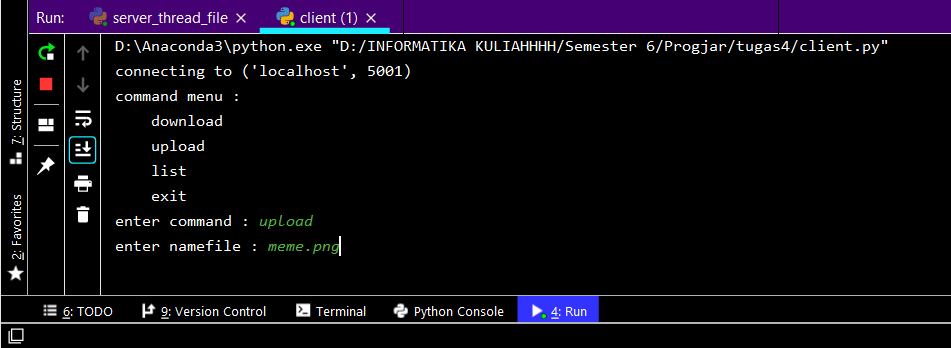 Run: server_thread_file × client (1) ×
D:\Anaconda3\python.exe "D:/INFORMATIKA KULIAHHHH/Semester 6/Progjar/tugas4/client.py"
connecting to ('localhost', 5001)
command menu :
download
upload
list
exit
enter command : upload
enter namefile : meme.png
7: Structure
2: Favorites
6: TODO 9: Version Control Terminal Python Console 4: Run